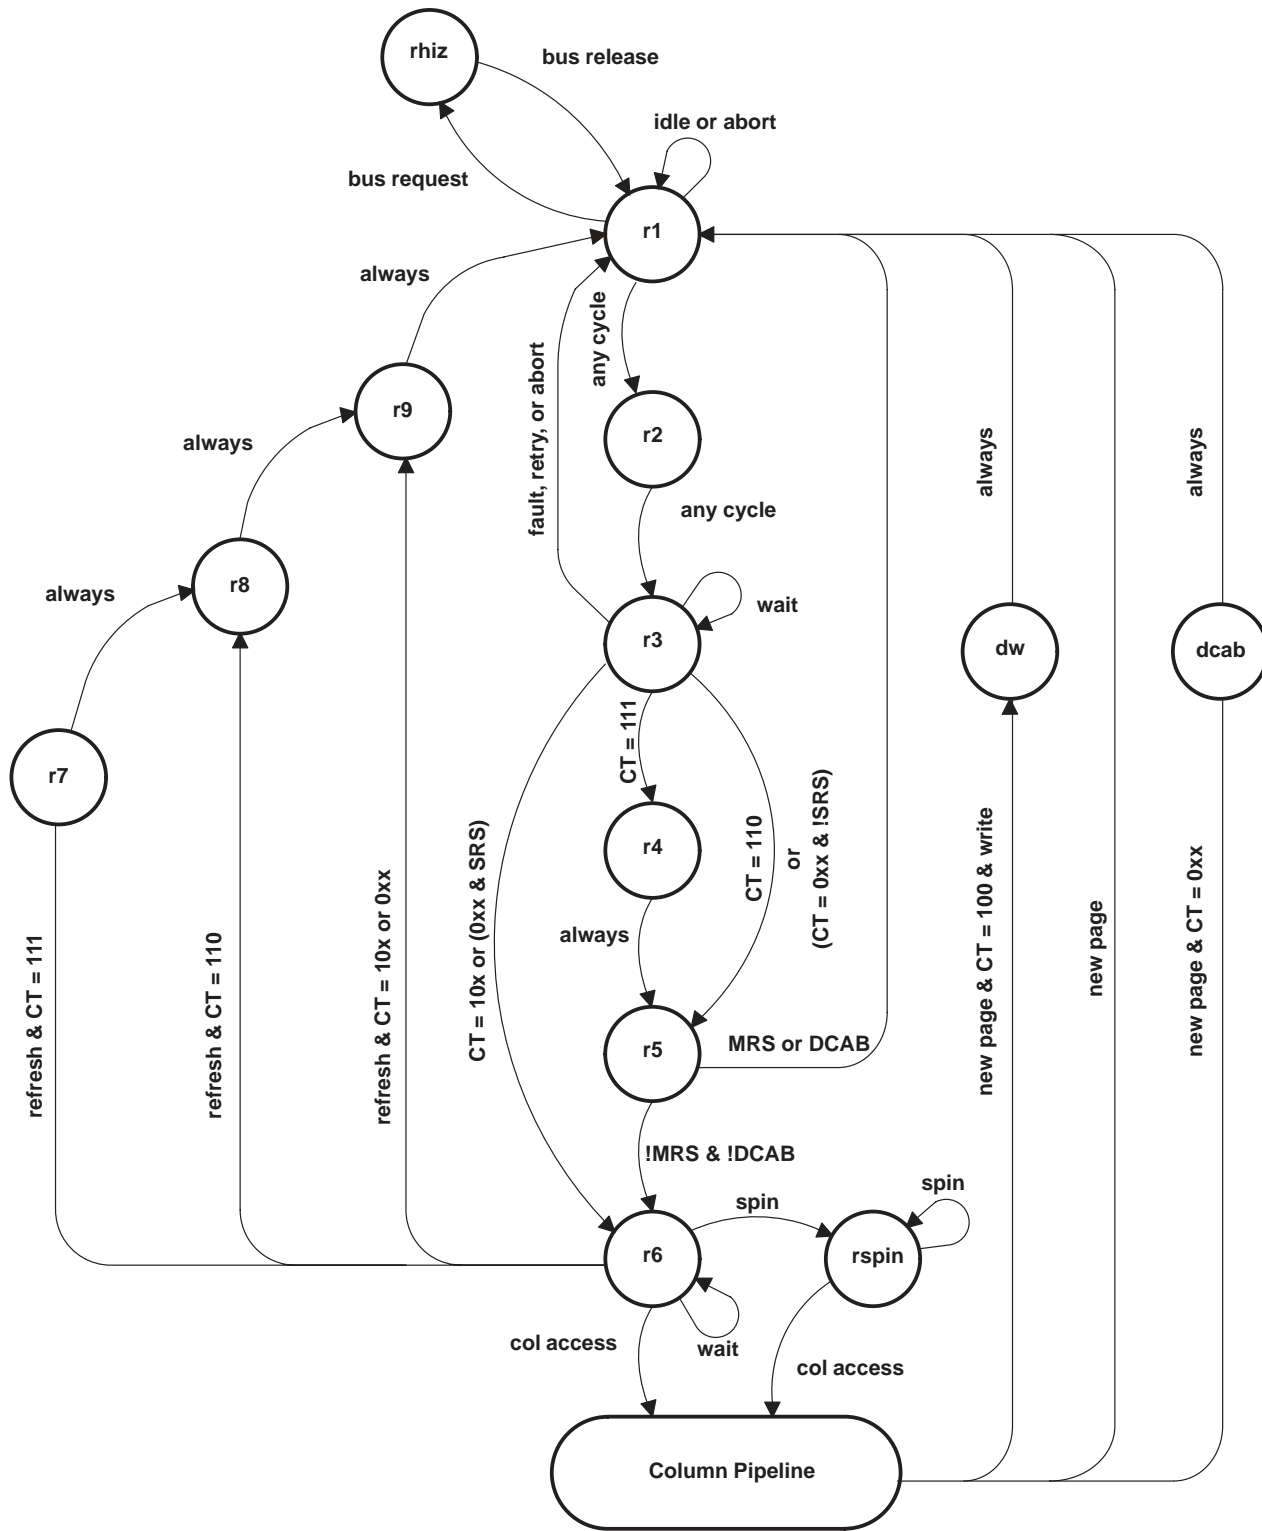 rhiz
bus release
idle or abort
bus request
r1
always
any cycle
fault, retry, or abort
r9
r2
always
always
always
any cycle
r8
always
wait
r3
dw
dcab
CT = 111
r7
CT = 110
or
(CT = 0xx & !SRS)
r4
CT = 10x or (0xx & SRS)
always
refresh & CT = 111
refresh & CT = 110
refresh & CT = 10x or 0xx
new page & CT = 100 & write
new page
new page & CT = 0xx
r5
MRS or DCAB
!MRS & !DCAB
spin
spin
r6
rspin
col access
wait
col access
Column Pipeline